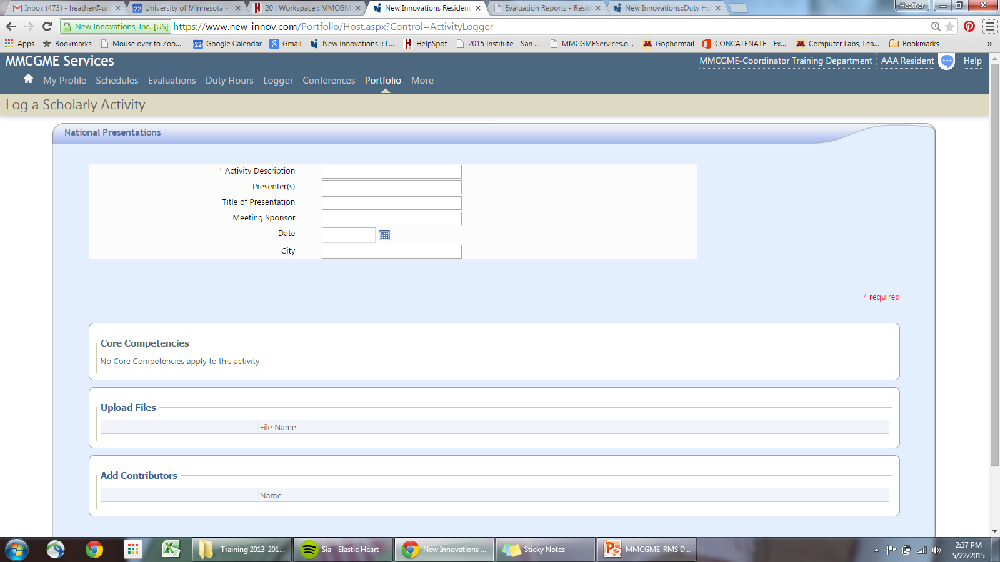 Inbox (473) - heather@um
University of Minnesota -
20 : Workspace : MMCGM
New Innovations Residenc
Evaluation Reports - Resid
New Innovations::Duty Ho
Heather
New Innovations, Inc. [US]
https://www.new-innov.com/Portfolio/Host.aspx?Control=ActivityLogger
Apps
Bookmarks
Mouse over to Zoo...
22
Google Calendar
Gmail
New Innovations :: L...
HelpSpot
2015 Institute - San ...
MMCGMEServices.o...
Gophermail
CONCATENATE - Ex...
Computer Labs, Lea...
Bookmarks
»
MMCGME Services
MMCGME-Coordinator Training Department
AAA Resident
Help
My Profile
Schedules
Evaluations
Duty Hours
Logger
Conferences
Portfolio
More
Log a Scholarly Activity
National Presentations
* Activity Description
Presenter(s)
Title of Presentation
Meeting Sponsor
Date
City
* required
Core Competencies
No Core Competencies apply to this activity
Upload Files
File Name
Add Contributors
Name
Training 2013-201...
Sia - Elastic Heart
New Innovations ...
Sticky Notes
MMCGME-RMS D...
2:37 PM
5/22/2015